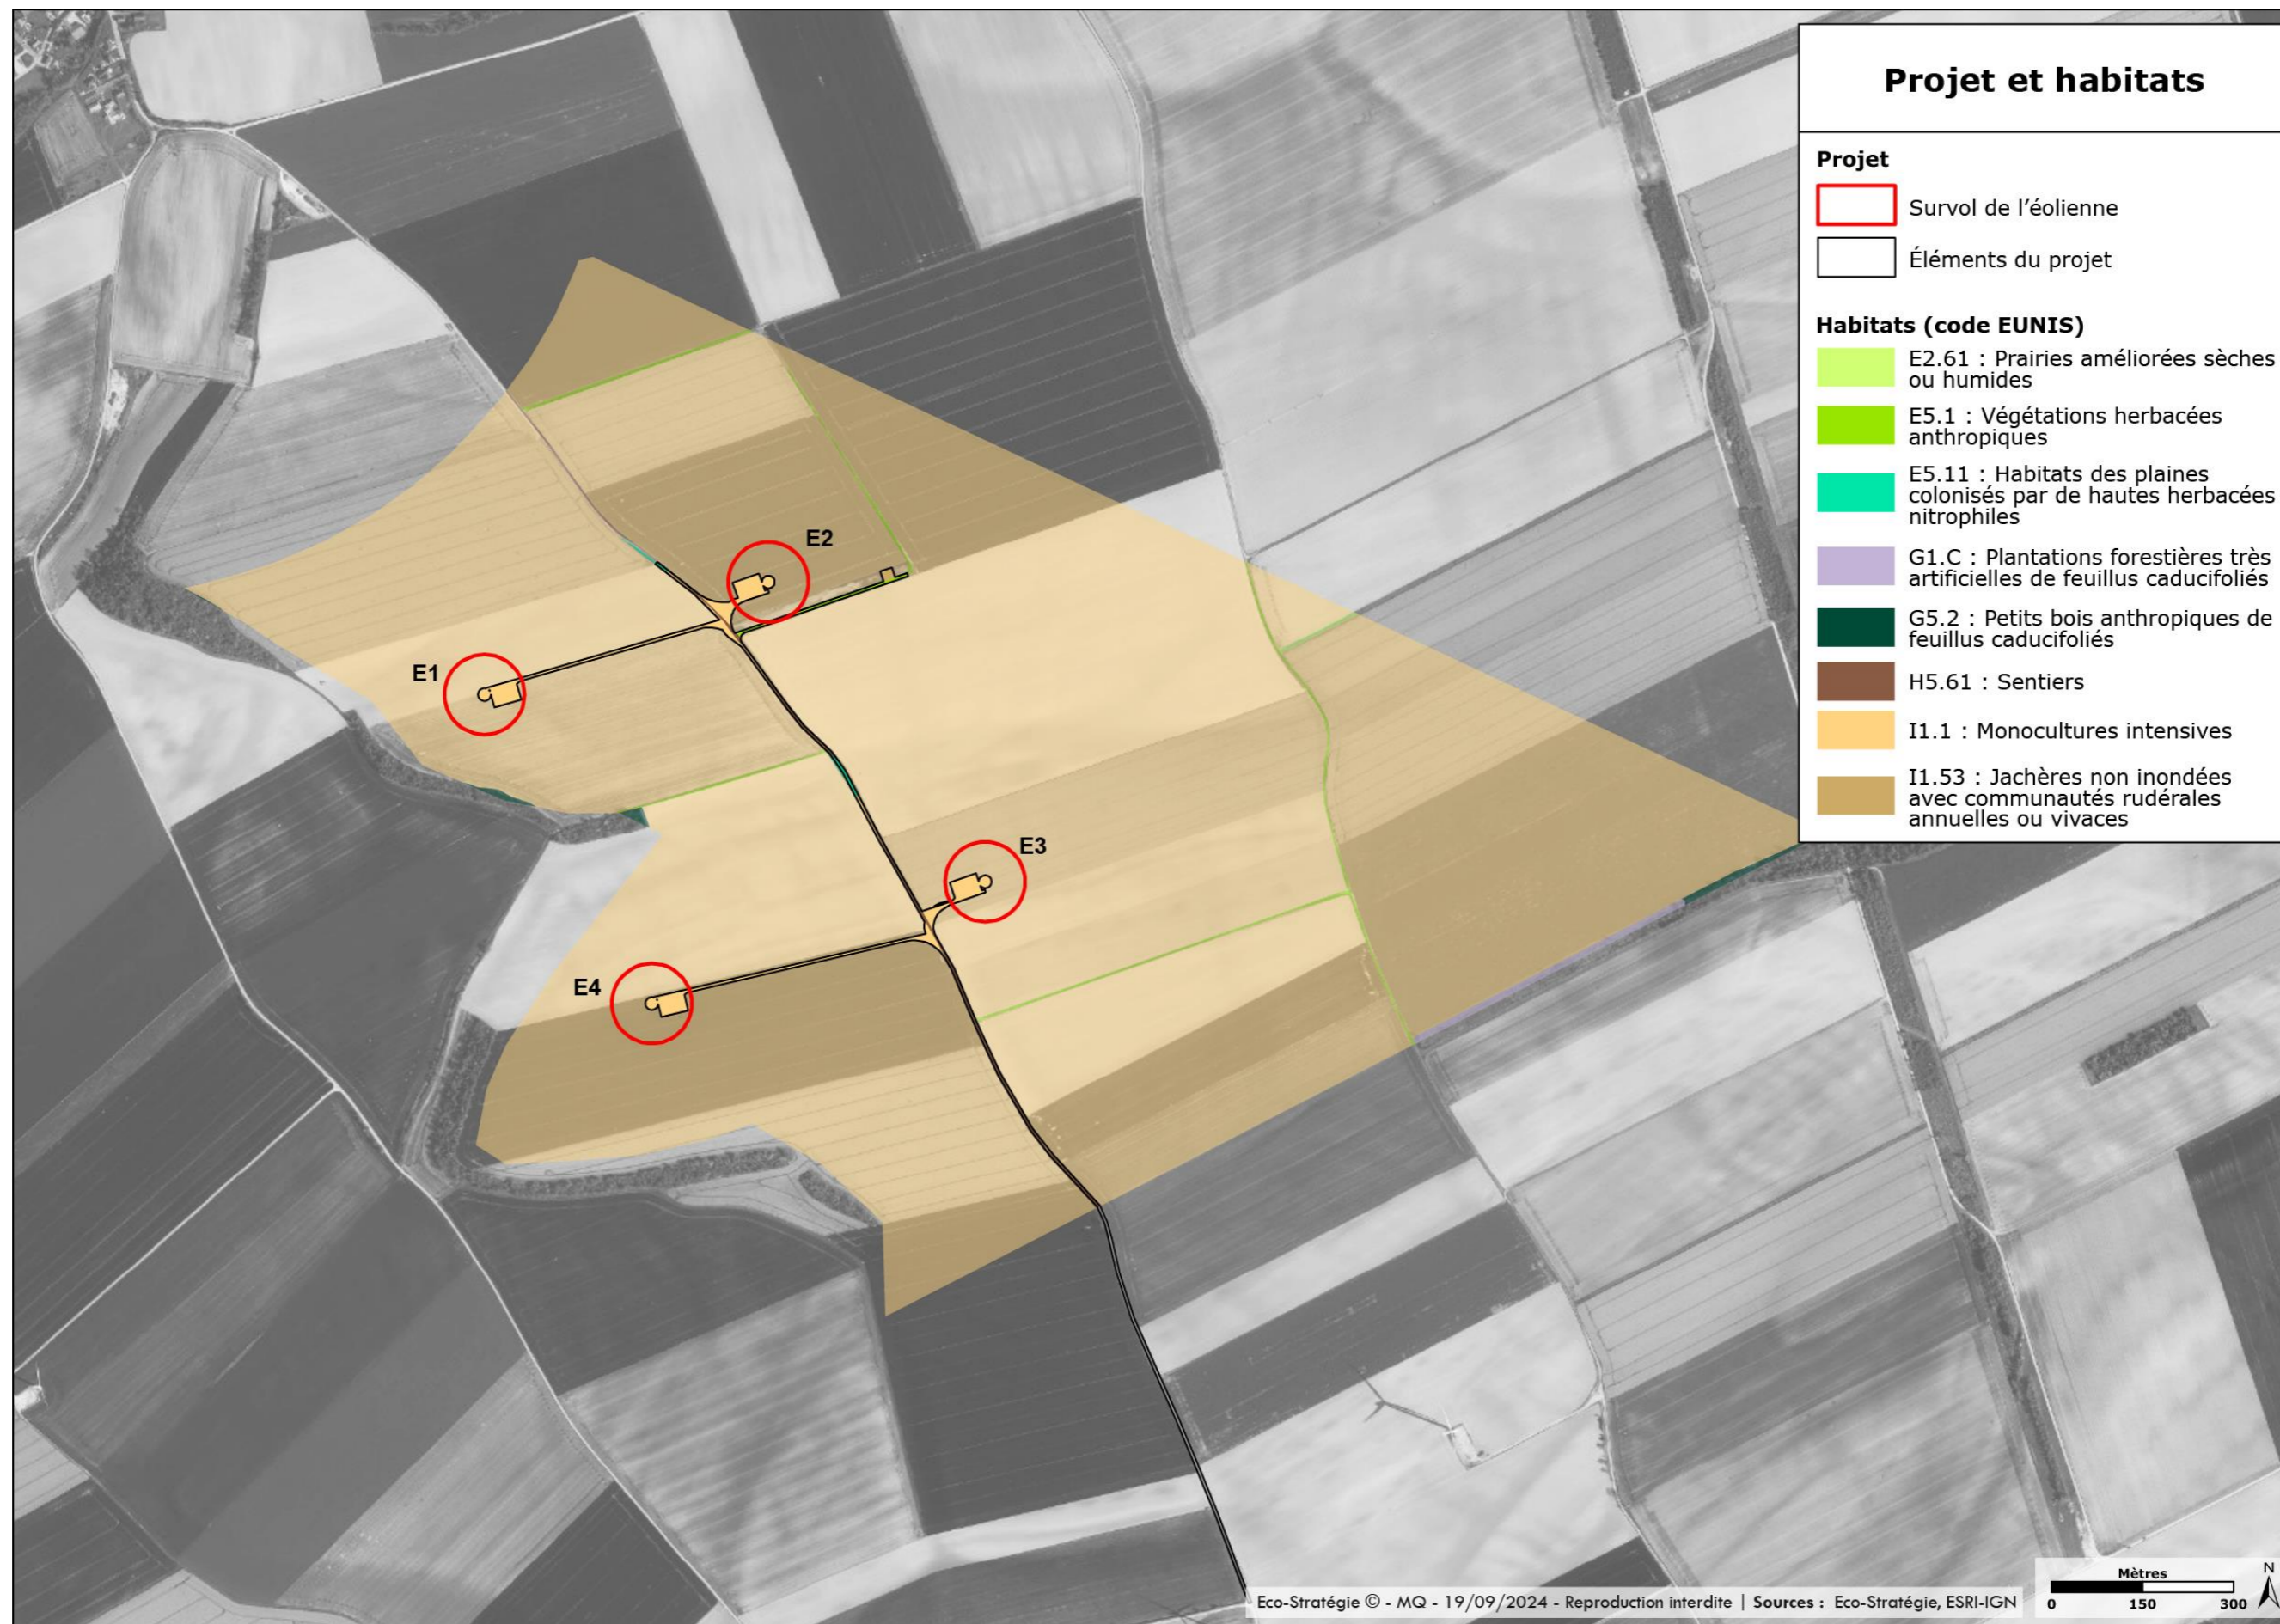 Projet et habitats
Projet
Survol de l'éolienne
Éléments du projet
Habitats (code EUNIS)
E2.61 : Prairies améliorées sèches
ou humides
E5.1 : Végétations herbacées
anthropiques
E5.11 : Habitats des plaines
colonisés par de hautes herbacées
nitrophiles
G1.C : Plantations forestières très
artificielles de feuillus caducifoliés
G5.2 : Petits bois anthropiques de
feuillus caducifoliés
H5.61 : Sentiers
I1.1 : Monocultures intensives
I1.53 : Jachères non inondées
avec communautés rudérales
annuelles ou vivaces
E2
E1
E3
E4
Eco-Stratégie © - MQ - 19/09/2024 - Reproduction interdite | Sources : Eco-Stratégie, ESRI-IGN
Mètres
0 150 300
N